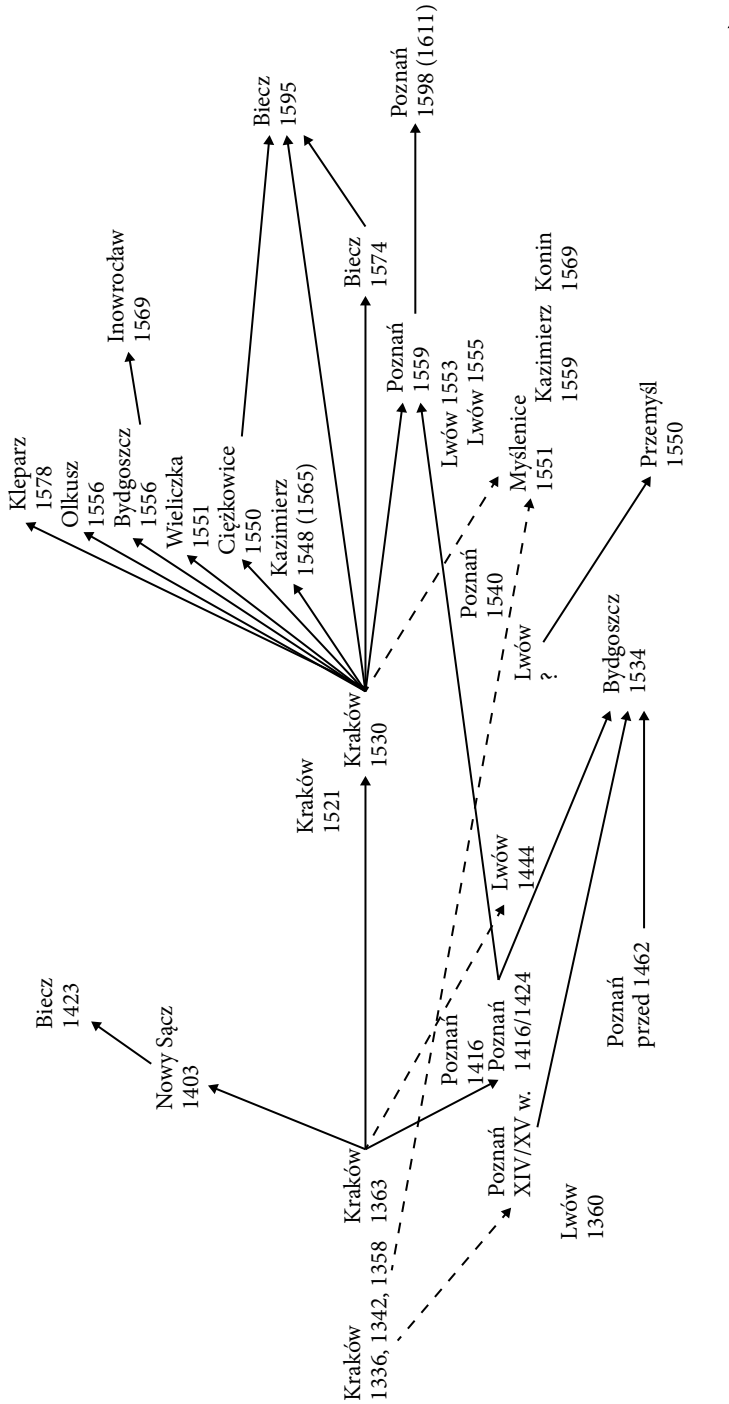 Kraków
1336, 1342, 1358
Kraków
1363
Lwów
1360
Poznań
XIV/XV w.
Nowy Sącz
1403
Biecz
1423
Poznań
1416
Poznań
1416/1424
Poznań
przed 1462
Lwów
1444
Kraków
1521
Kraków
1530
Bydgoszcz
1534
Lwów
?
Poznań
1540
Przemyśl
1550
Kleparz
1578
Olkusz
1556
Bydgoszcz
1556
Wieliczka
1551
Ciężkowice
1550
Kazimierz
1548 (1565)
Inowrocław
1569
Biecz
1574
Biecz
1595
Poznań
1559
Poznań
1598 (1611)
Lwów 1553
Lwów 1555
Myślenice
1551
Kazimierz
1559
Konin
1569